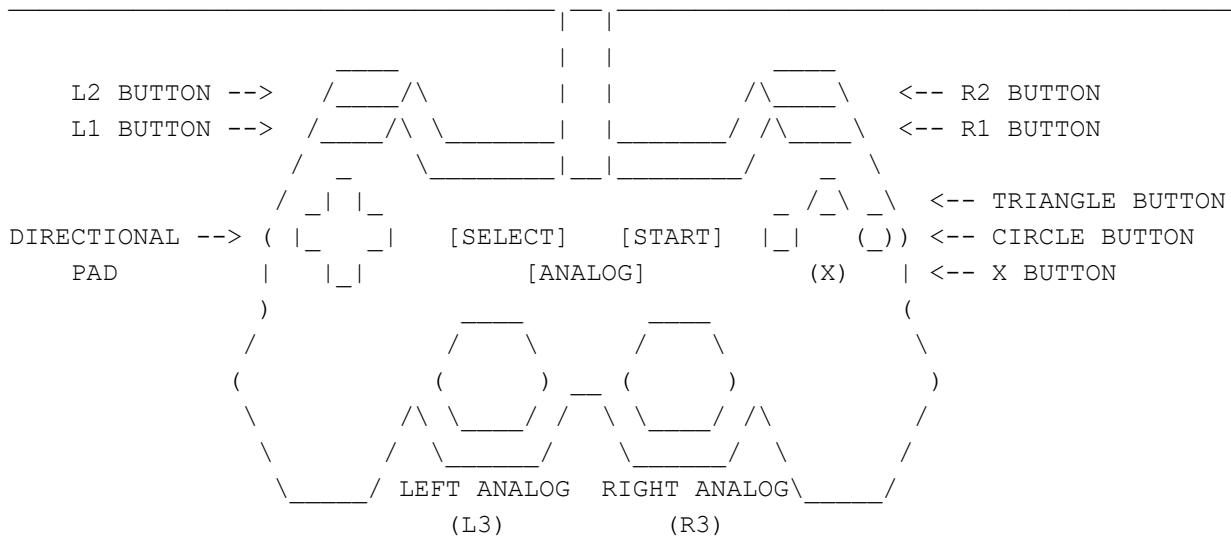 L2 BUTTON --> <-- R2 BUTTON
L1 BUTTON --> <-- R1 BUTTON
<-- TRIANGLE BUTTON
DIRECTIONAL --> [SELECT] [START] <-- CIRCLE BUTTON
PAD [ANALOG] (X) <-- X BUTTON
LEFT ANALOG RIGHT ANALOG
(L3) (R3)